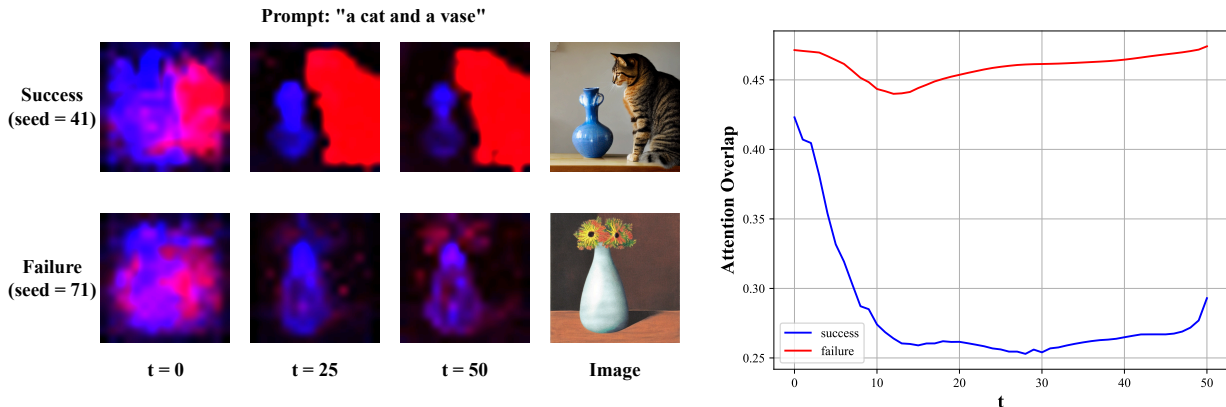 Prompt: "a cat and a vase"
Success
(seed = 41)
Failure
(seed = 71)
t = 0
t = 25
t = 50
Image
Attention Overlap
0.45
0.40
0.35
0.30
0.25
success
failure
0
10
20
30
40
50
t